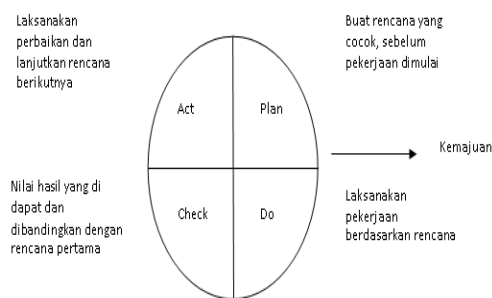 Laksanakan
perbaikan dan
lanjutkan rencana
berikutnya
Buat rencana yang
cocok, sebelum
pekerjaan dimulai
Act
Plan
Kemajuan
Nilai hasil yang di
dapat dan
dibandingkan dengan
rencana pertama
Check
Do
Laksanakan
pekerjaan
berdasarkan rencana